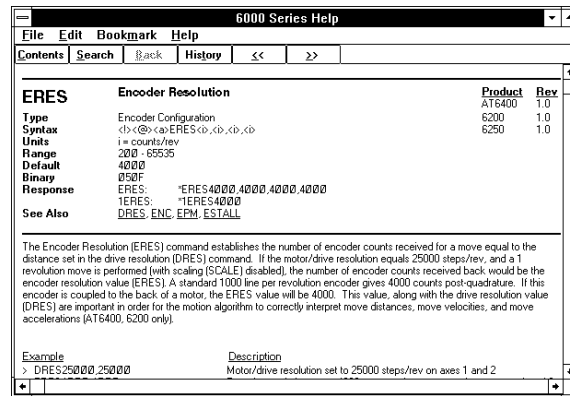 6000 Series Help
File Edit Bookmark Help
Contents Search Back History << >>
ERES Encoder Resolution Product Rev
AT6400 1.0
Type Encoder Configuration 6200 1.0
Syntax <!><@><a>ERES<i>,<i>,<i>,<i> 6250 1.0
Units i = counts/rev
Range 200 - 65535
Default 4000
Binary 050F
Response ERES: *ERES4000,4000,4000,4000
1ERES: *1ERES4000
See Also DRES, ENC, EPM, ESTALL
The Encoder Resolution (ERES) command establishes the number of encoder counts received for a move equal to the
distance set in the drive resolution (DRES) command. If the motor/drive resolution equals 25000 steps/rev, and a 1
revolution move is performed (with scaling (SCALE) disabled), the number of encoder counts received back would be the
encoder resolution value (ERES). A standard 1000 line per revolution encoder gives 4000 counts post-quadrature. If this
encoder is coupled to the back of a motor, the ERES value will be 4000. This value, along with the drive resolution value
(DRES) are important in order for the motion algorithm to correctly interpret move distances, move velocities, and move
accelerations (AT6400, 6200 only).
Example Description
> DRES25000,25000 Motor/drive resolution set to 25000 steps/rev on axes 1 and 2